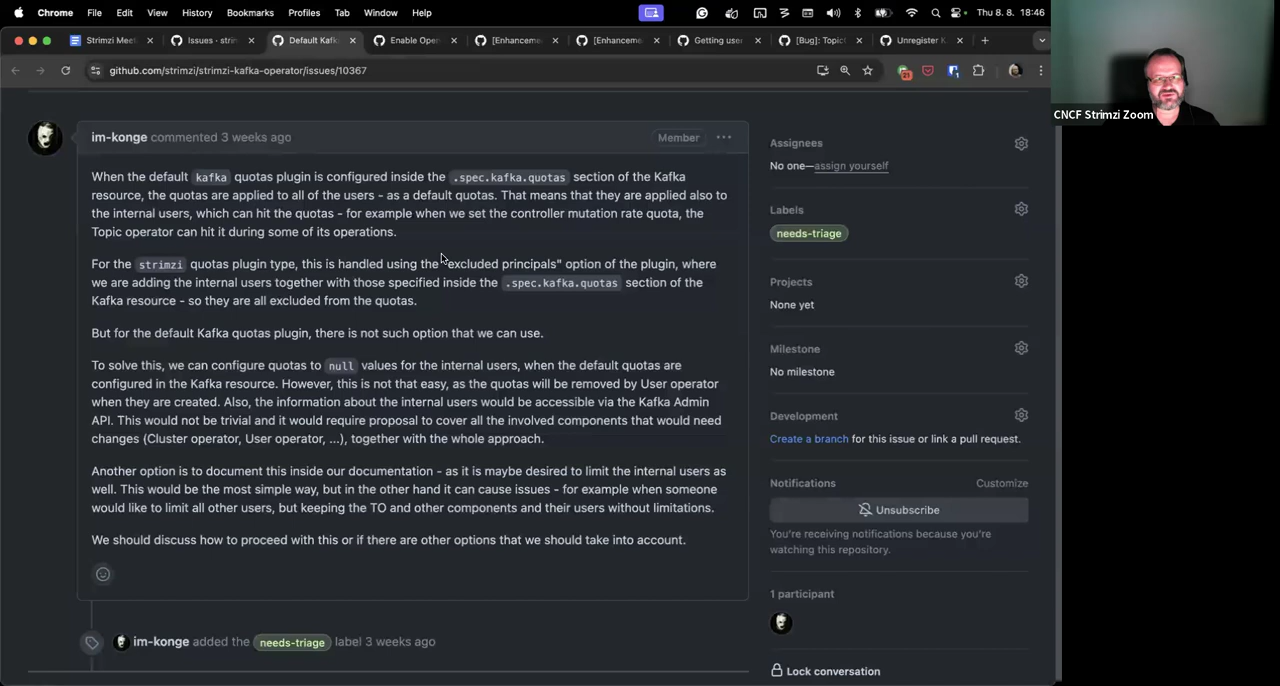 Chrome File Edit View History Bookmarks Profiles Tab Window Help Thu 8. 8. 18:46
Strimzi Mee Issues · strin Default Kafk Enable Oper [Enhanceme [Enhanceme Getting user [Bug]: Topict Unregister K
github.com/strimzi/strimzi-kafka-operator/issues/10367
CNCF Strimzi Zoom
im-konge commented 3 weeks ago Member
When the default kafka quotas plugin is configured inside the .spec.kafka.quotas section of the Kafka
resource, the quotas are applied to all of the users - as a default quotas. That means that they are applied also to
the internal users, which can hit the quotas - for example when we set the controller mutation rate quota, the
Topic operator can hit it during some of its operations.
For the strimzi quotas plugin type, this is handled using the "excluded principals" option of the plugin, where
we are adding the internal users together with those specified inside the .spec.kafka.quotas section of the
Kafka resource - so they are all excluded from the quotas.
But for the default Kafka quotas plugin, there is not such option that we can use.
To solve this, we can configure quotas to null values for the internal users, when the default quotas are
configured in the Kafka resource. However, this is not that easy, as the quotas will be removed by User operator
when they are created. Also, the information about the internal users would be accessible via the Kafka Admin
API. This would not be trivial and it would require proposal to cover all the involved components that would need
changes (Cluster operator, User operator, ...), together with the whole approach.
Another option is to document this inside our documentation - as it is maybe desired to limit the internal users as
well. This would be the most simple way, but in the other hand it can cause issues - for example when someone
would like to limit all other users, but keeping the TO and other components and their users without limitations.
We should discuss how to proceed with this or if there are other options that we should take into account.
im-konge added the needs-triage label 3 weeks ago
Assignees
No one—assign yourself
Labels
needs-triage
Projects
None yet
Milestone
No milestone
Development
Create a branch for this issue or link a pull request.
Notifications Customize
Unsubscribe
You're receiving notifications because you're
watching this repository.
1 participant
Lock conversation